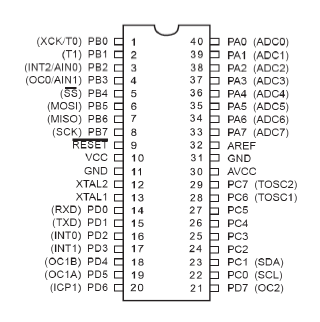 (XCK/T0) PB0 1 40 PA0 (ADC0)
(T1) PB1 2 39 PA1 (ADC1)
(INT2/AIN0) PB2 3 38 PA2 (ADC2)
(OC0/AIN1) PB3 4 37 PA3 (ADC3)
(SS) PB4 5 36 PA4 (ADC4)
(MOSI) PB5 6 35 PA5 (ADC5)
(MISO) PB6 7 34 PA6 (ADC6)
(SCK) PB7 8 33 PA7 (ADC7)
RESET 9 32 AREF
VCC 10 31 GND
GND 11 30 AVCC
XTAL2 12 29 PC7 (TOSC2)
XTAL1 13 28 PC6 (TOSC1)
(RXD) PD0 14 27 PC5
(TXD) PD1 15 26 PC4
(INT0) PD2 16 25 PC3
(INT1) PD3 17 24 PC2
(OC1B) PD4 18 23 PC1 (SDA)
(OC1A) PD5 19 22 PC0 (SCL)
(ICP1) PD6 20 21 PD7 (OC2)